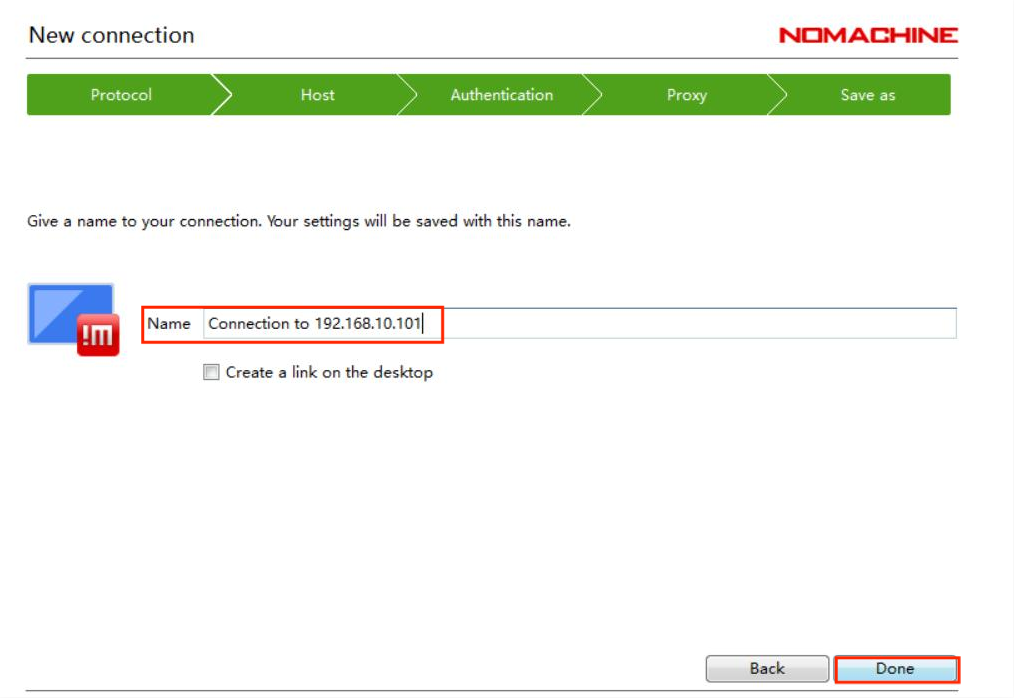 New connection
NOMACHINE
Protocol Host Authentication Proxy Save as
Give a name to your connection. Your settings will be saved with this name.
!m
Name Connection to 192.168.10.101
Create a link on the desktop
Back Done